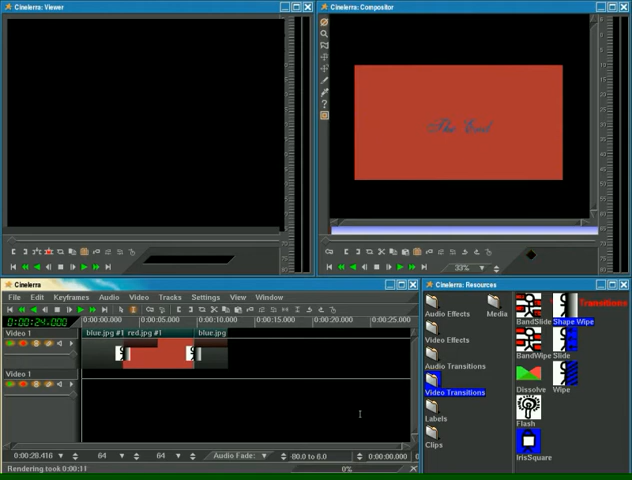 Cinelerra: Viewer
Cinelerra: Compositor
The End
33%
Cinelerra
File Edit Keyframes Audio Video Tracks Settings View Window
0:00:24.000
0:00:00.000 0:00:05.000 0:00:10.000 0:00:15.000 0:00:20.000 0:00:25.000
blue.jpg #1 red.jpg #1 blue.jpg
Video 1
Video 1
0:00:28.416 64 64 Audio Fade: -80.0 to 6.0 0:00:00.000
Rendering took 0:00:11 0%
Cinelerra: Resources
Audio Effects
Video Effects
Audio Transitions
Video Transitions
Labels
Clips
Media
Transitions
BandSlide Shape Wipe
BandWipe Slide
Dissolve Wipe
Flash
IrisSquare